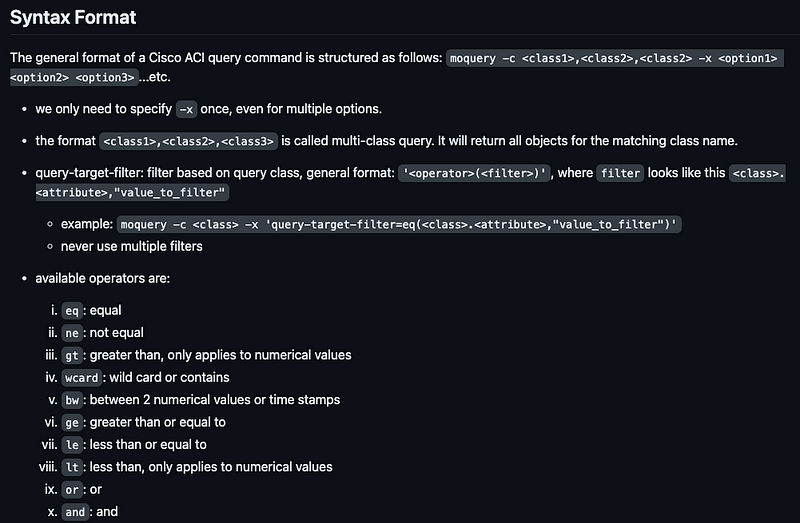 Syntax Format
The general format of a Cisco ACI query command is structured as follows: moquery -c <class1>,<class2>,<class2> -x <option1>
<option2> <option3>...etc.
• we only need to specify -x once, even for multiple options.
• the format <class1>,<class2>,<class3> is called multi-class query. It will return all objects for the matching class name.
• query-target-filter: filter based on query class, general format: '<operator>(<filter>)', where filter looks like this <class>.
<attribute>,"value_to_filter"
◦ example: moquery -c <class> -x 'query-target-filter=eq(<class>.<attribute>,"value_to_filter")'
◦ never use multiple filters
• available operators are:
i. eq: equal
ii. ne: not equal
iii. gt: greater than, only applies to numerical values
iv. wcard: wild card or contains
v. bw: between 2 numerical values or time stamps
vi. ge: greater than or equal to
vii. le: less than or equal to
viii. lt: less than, only applies to numerical values
ix. or: or
x. and: and